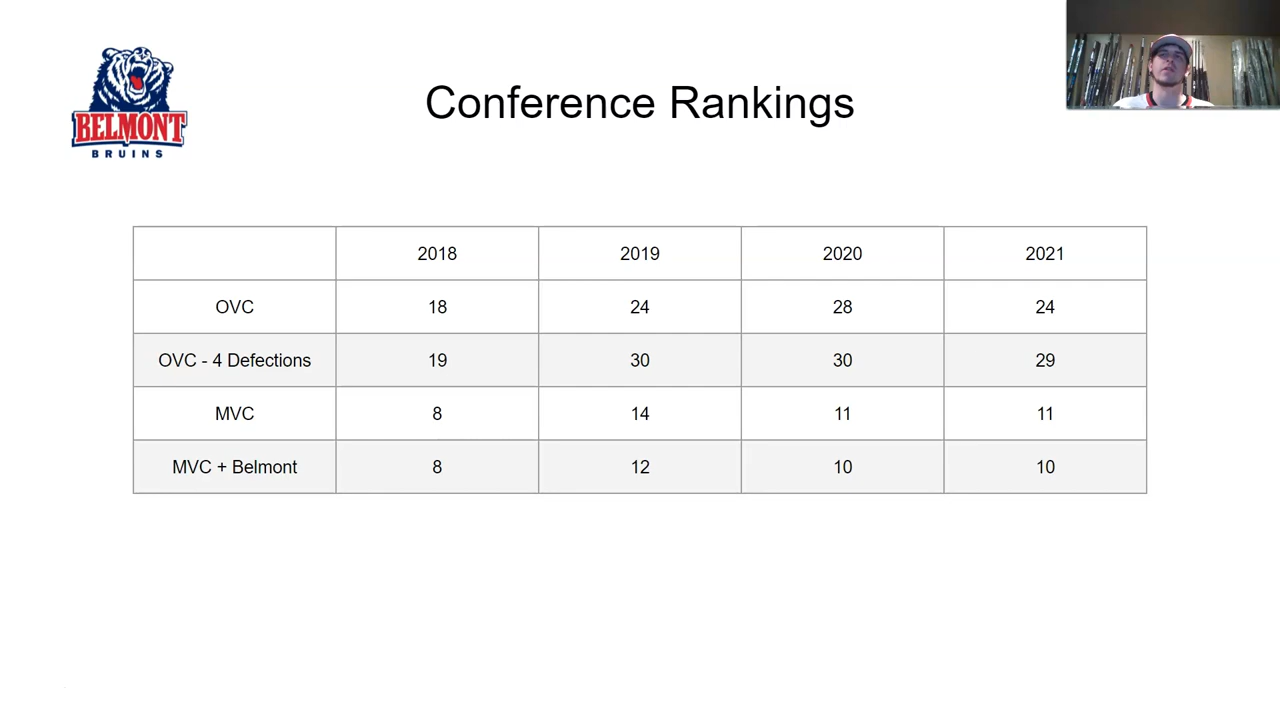 BELMONT
BRUINS
Conference Rankings
2018 2019 2020 2021
OVC 18 24 28 24
OVC - 4 Defections 19 30 30 29
MVC 8 14 11 11
MVC + Belmont 8 12 10 10